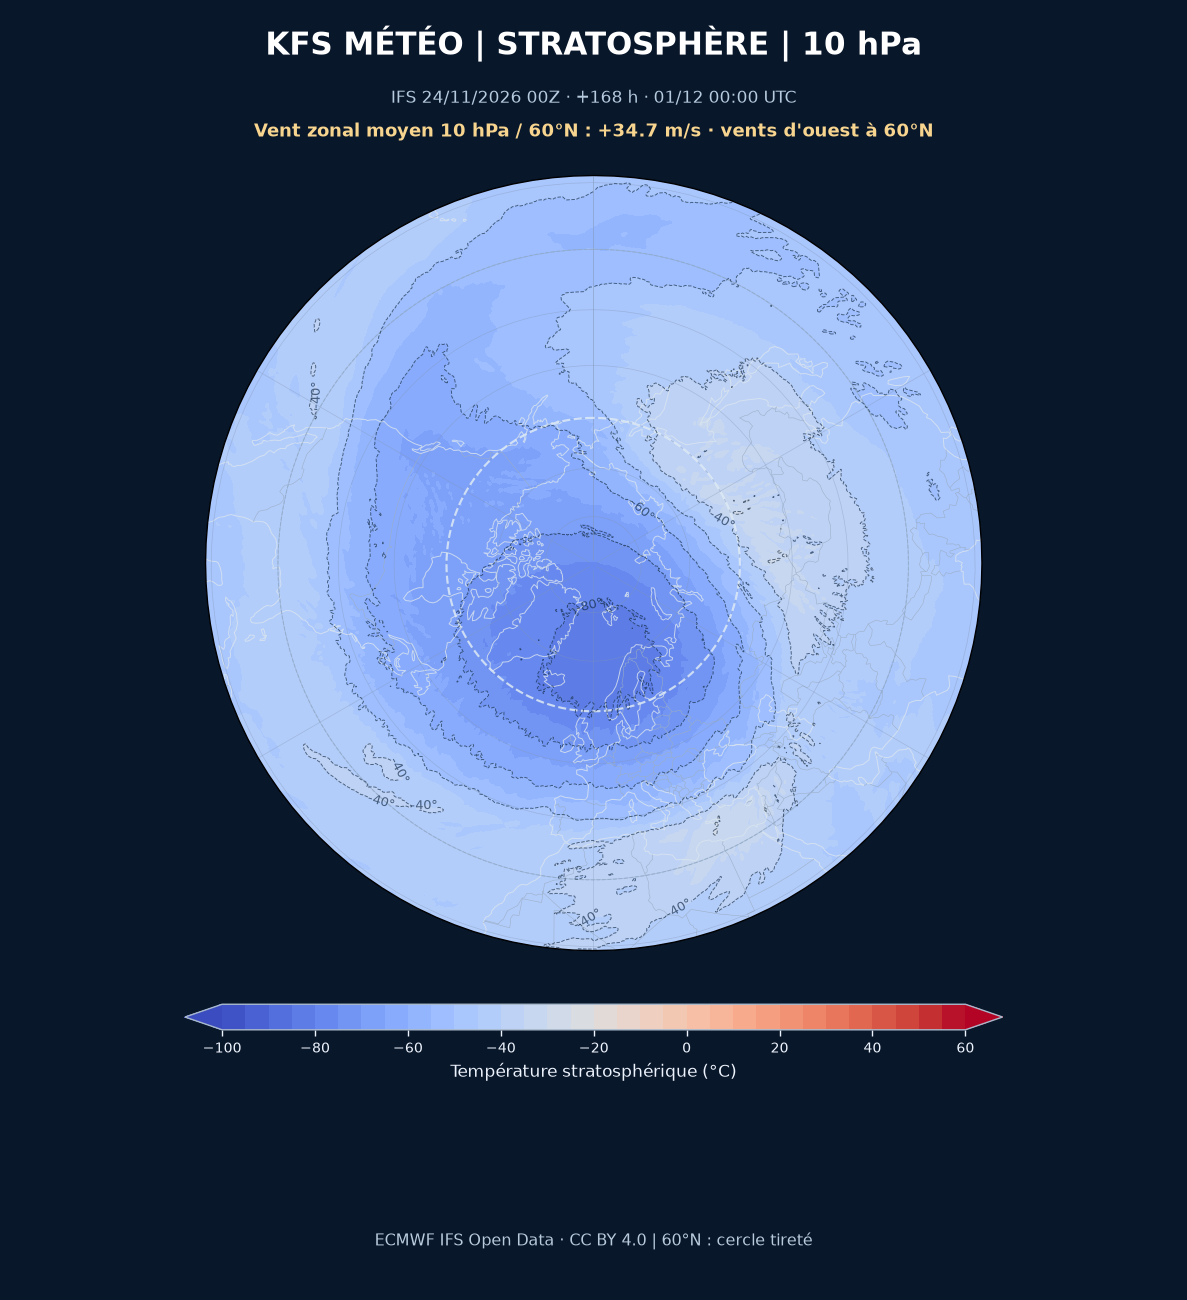 KFS MÉTÉO | STRATOSPHÈRE | 10 hPa
IFS 24/11/2026 00Z · +168 h · 01/12 00:00 UTC
Vent zonal moyen 10 hPa / 60°N : +34.7 m/s · vents d'ouest à 60°N
-40°
60°
-40°
-80°
40°
40°
-40°
-40°
40°
−100 −80 −60 −40 −20 0 20 40 60
Température stratosphérique (°C)
ECMWF IFS Open Data · CC BY 4.0 | 60°N : cercle tireté